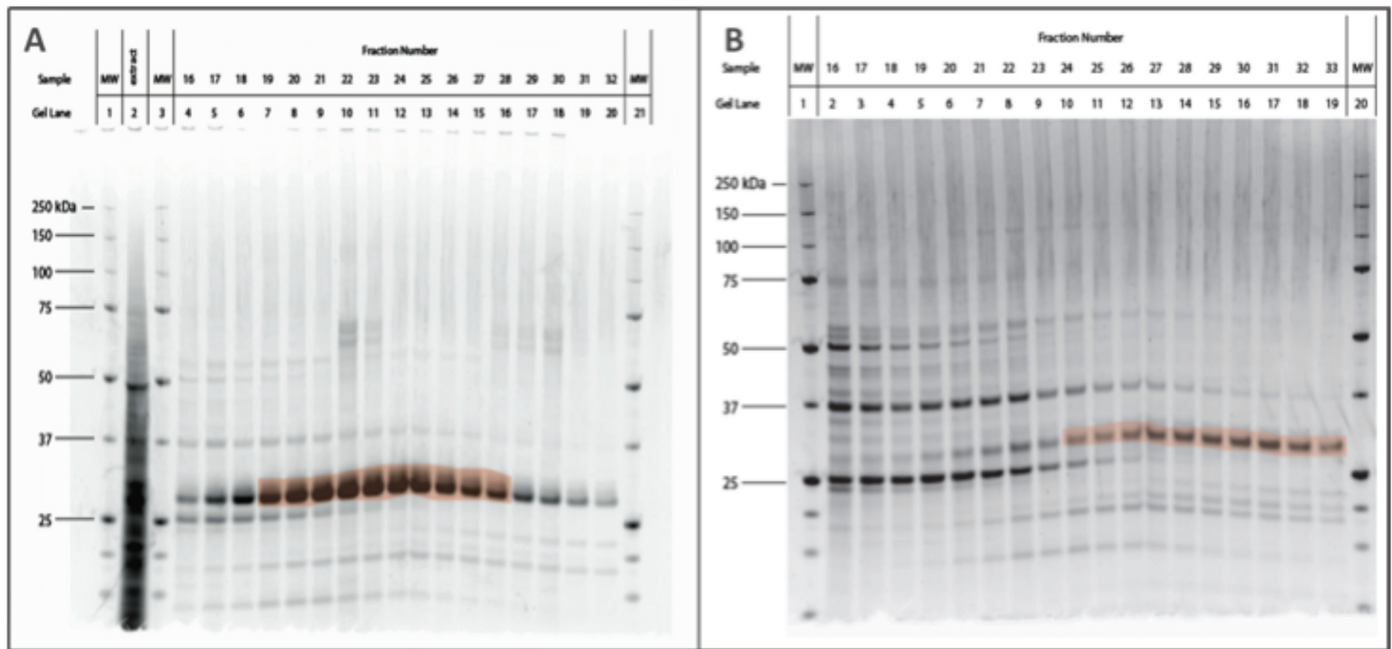 A
extract
Fraction Number
Sample MW MW 16 17 18 19 20 21 22 23 24 25 26 27 28 29 30 31 32 MW
Gel Lane 1 2 3 4 5 6 7 8 9 10 11 12 13 14 15 16 17 18 19 20 21
250 kDa
150
100
75
50
37
25
B
Fraction Number
Sample MW 16 17 18 19 20 21 22 23 24 25 26 27 28 29 30 31 32 33 MW
Gel Lane 1 2 3 4 5 6 7 8 9 10 11 12 13 14 15 16 17 18 19 20
250 kDa
150
100
75
50
37
25